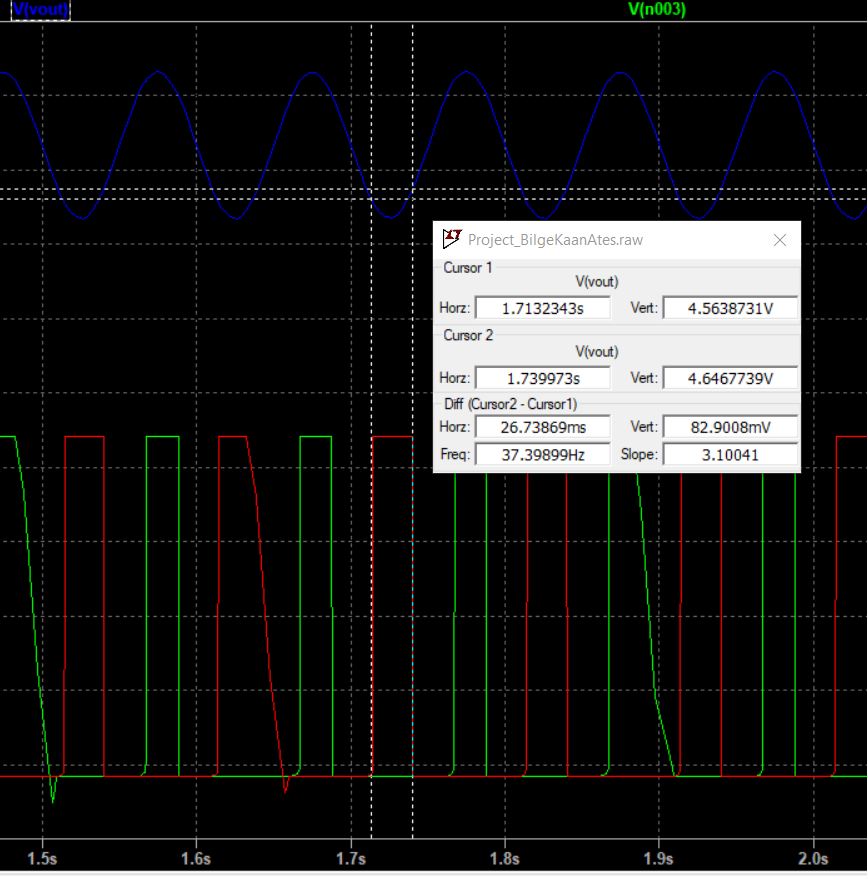 V(vout) V(n003)
Project_BilgeKaanAtes.raw
Cursor 1
V(vout)
Horz: 1.7132343s Vert: 4.5638731V
Cursor 2
V(vout)
Horz: 1.739973s Vert: 4.6467739V
Diff (Cursor2 - Cursor1)
Horz: 26.73869ms Vert: 82.9008mV
Freq: 37.39899Hz Slope: 3.10041
1.5s 1.6s 1.7s 1.8s 1.9s 2.0s